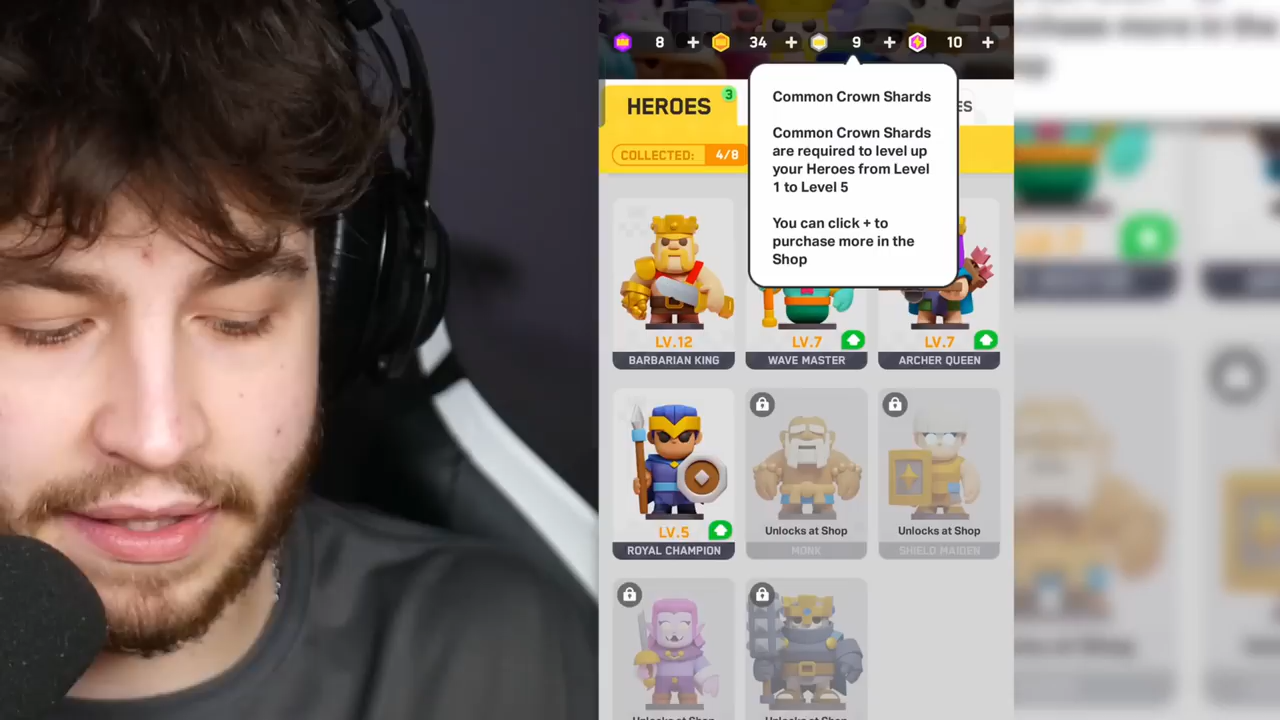 8 + 34 + 9 + 10 +
HEROES 3
ES
COLLECTED: 4/8
Common Crown Shards
Common Crown Shards
are required to level up
your Heroes from Level
1 to Level 5
You can click + to
purchase more in the
Shop
LV.12
BARBARIAN KING
LV.7
WAVE MASTER
LV.7
ARCHER QUEEN
LV.5
ROYAL CHAMPION
Unlocks at Shop
MONK
Unlocks at Shop
SHIELD MAIDEN